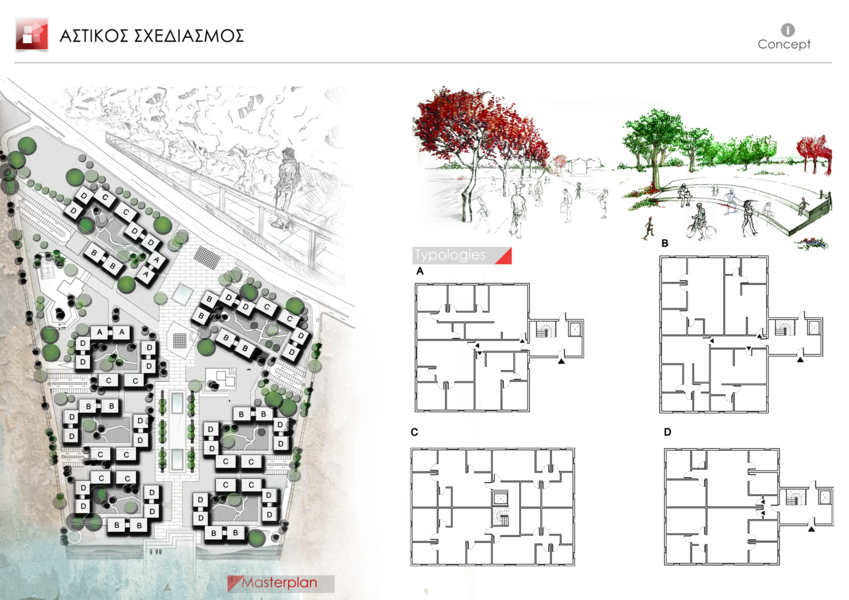 ΑΣΤΙΚΟΣ ΣΧΕΔΙΑΣΜΟΣ
i
Concept
Typologies
A
B
C
D
D C C
D D D
A
B B A
B D D C
B D
B B D
A A
D D
D D
C C
B B
D D
D D
C C
B B
D D
D D
C C
C C
D D
D D
B B
C C
D D
D D
B B
Masterplan